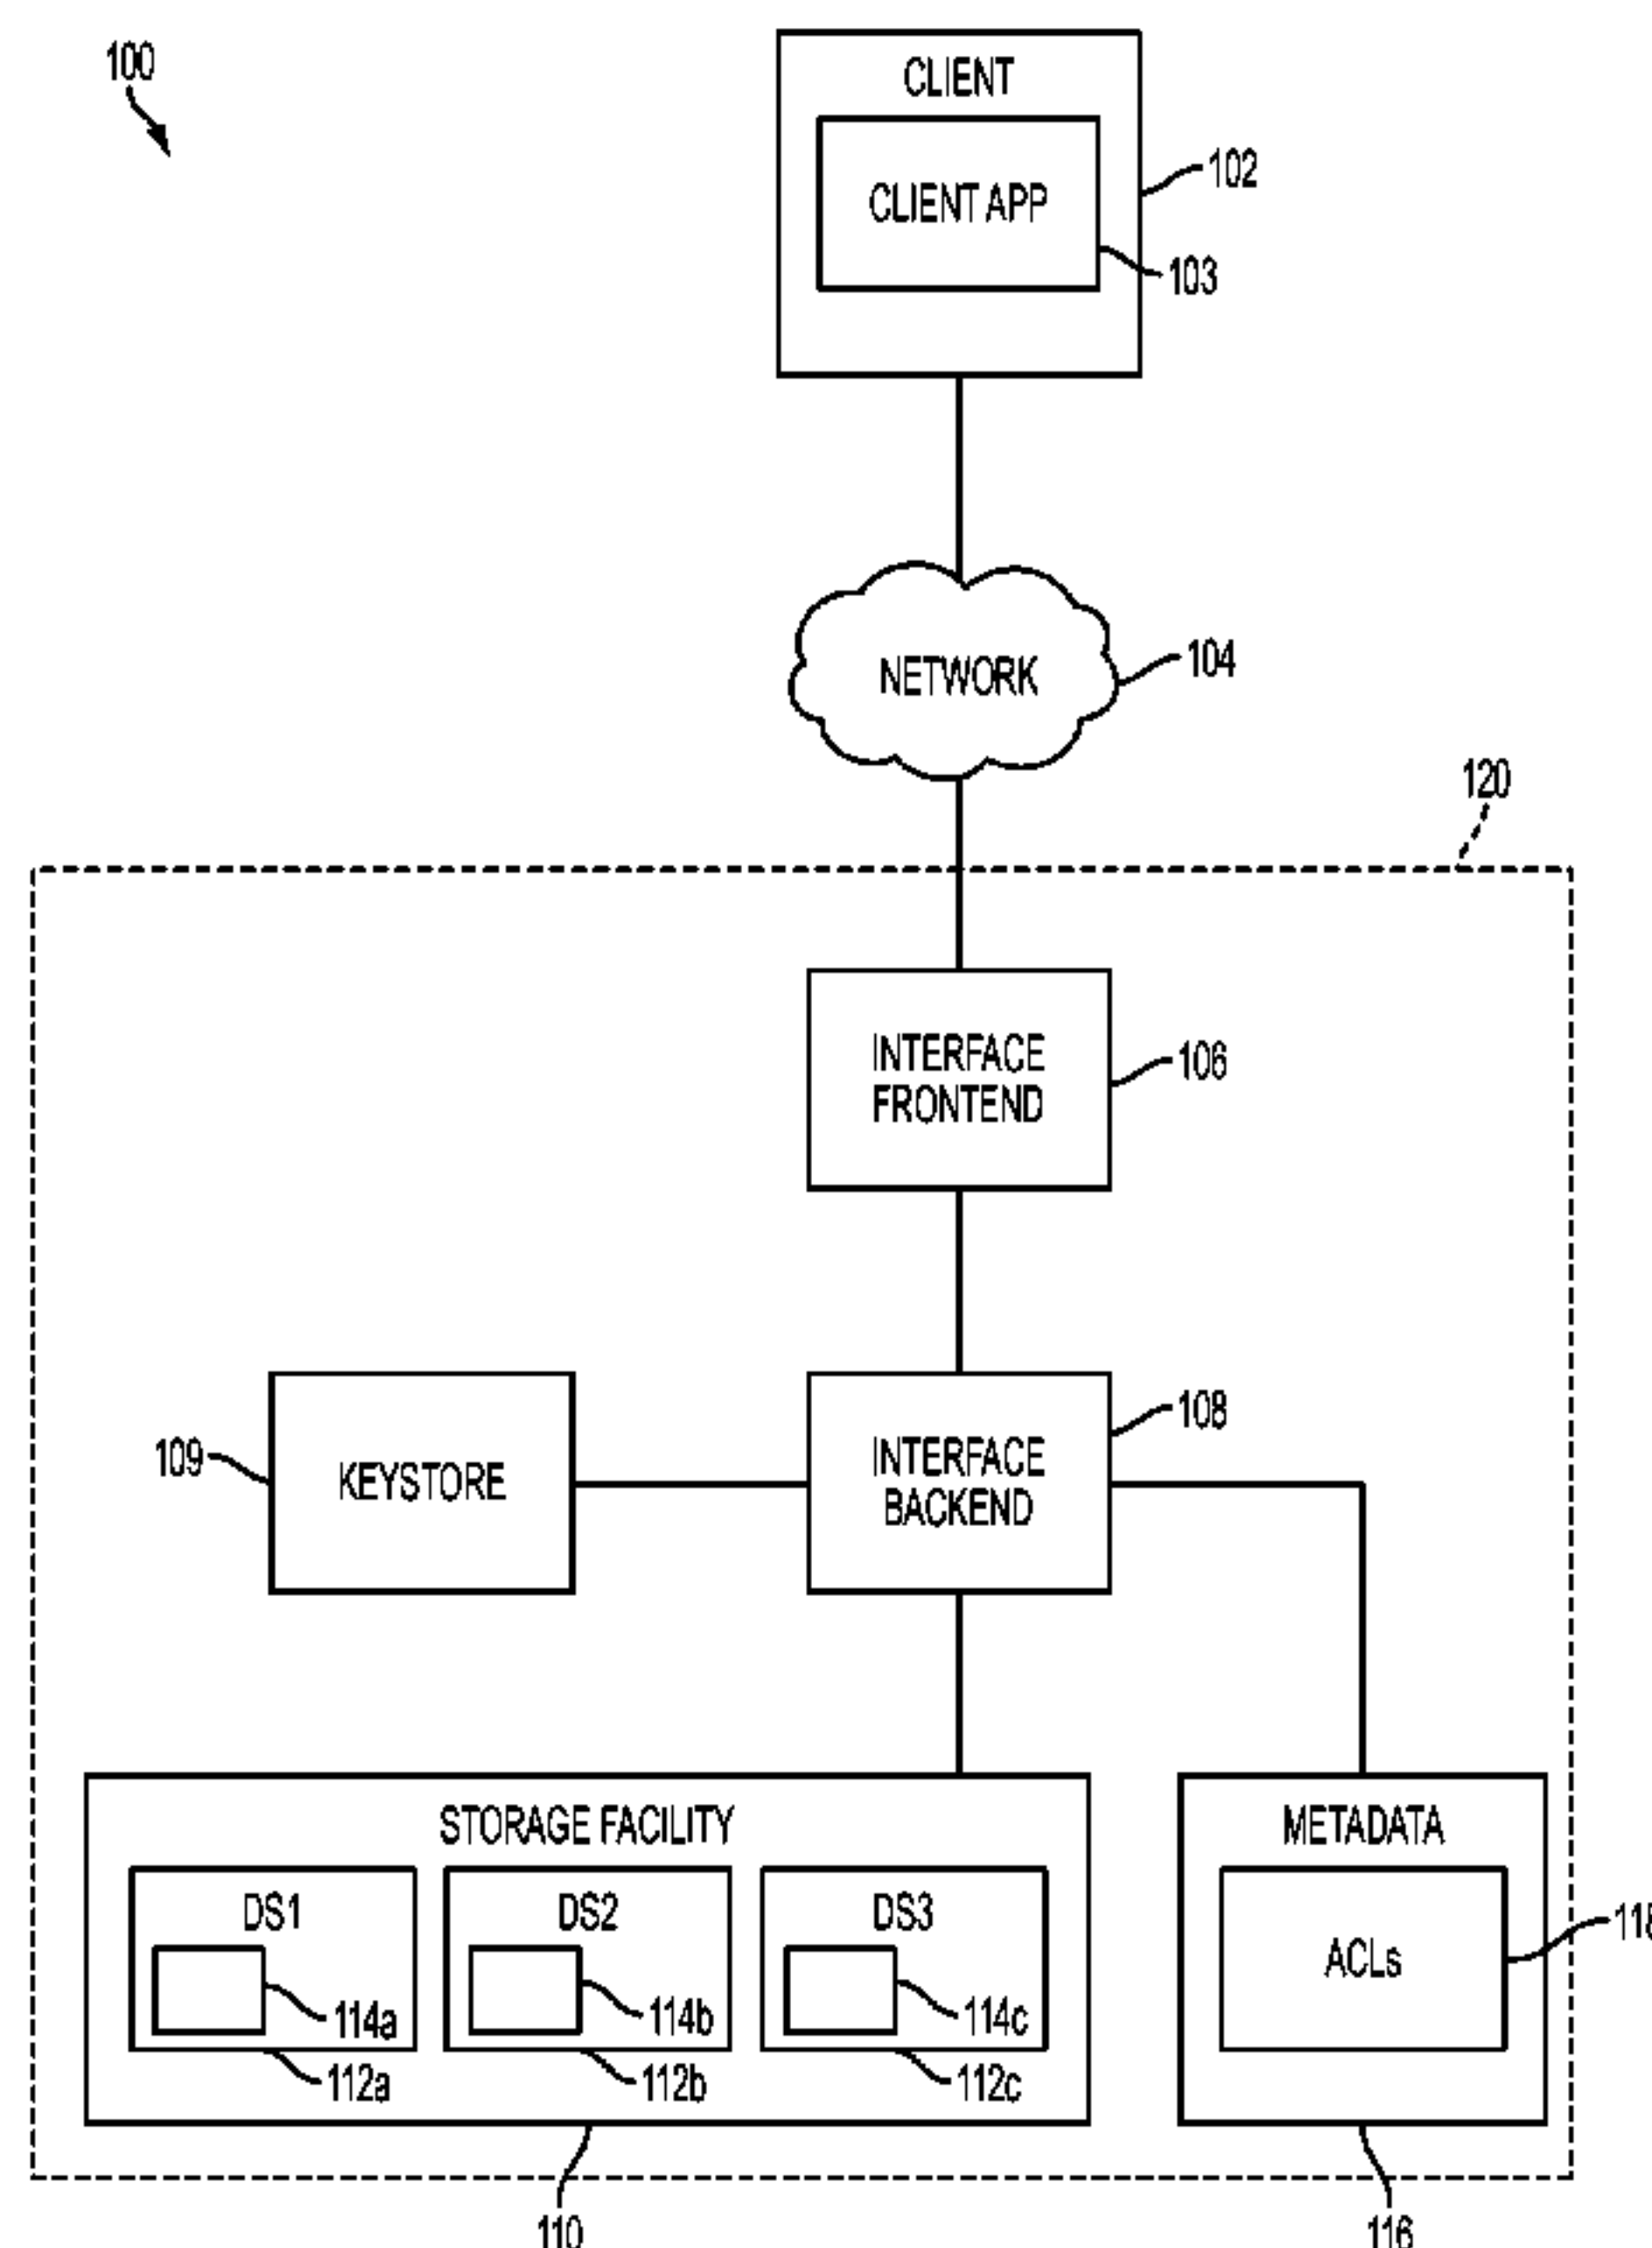 100
CLIENT
CLIENT APP
102
103
NETWORK
104
120
INTERFACE
FRONTEND
106
108
109
KEYSTORE
INTERFACE
BACKEND
STORAGE FACILITY
METADATA
DS1
DS2
DS3
ACLs
114a
114b
114c
112a
112b
112c
110
116